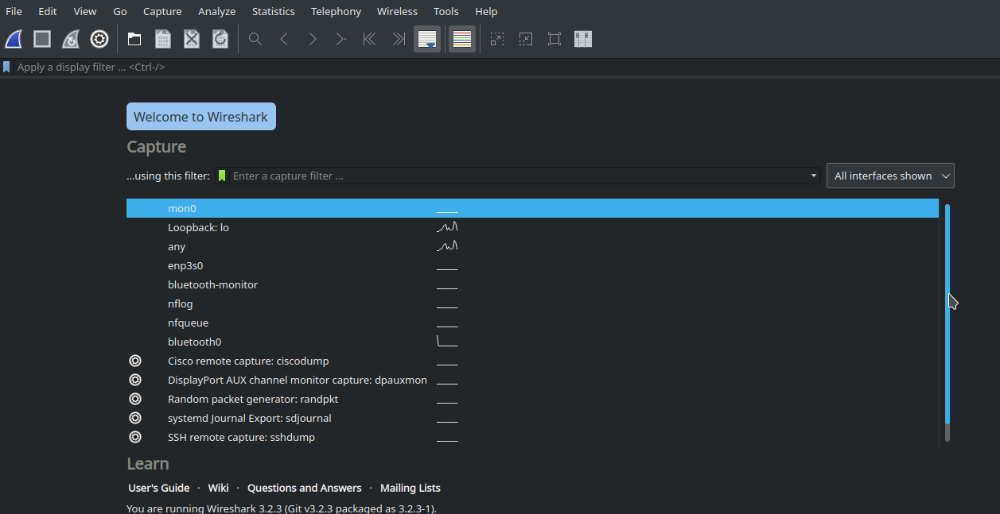 File Edit View Go Capture Analyze Statistics Telephony Wireless Tools Help
Apply a display filter ... <Ctrl-/>
Welcome to Wireshark
Capture
...using this filter: Enter a capture filter ... All interfaces shown
mon0
Loopback: lo
any
enp3s0
bluetooth-monitor
nflog
nfqueue
bluetooth0
Cisco remote capture: ciscodump
DisplayPort AUX channel monitor capture: dpauxmon
Random packet generator: randpkt
systemd Journal Export: sdjournal
SSH remote capture: sshdump
Learn
User's Guide · Wiki · Questions and Answers · Mailing Lists
You are running Wireshark 3.2.3 (Git v3.2.3 packaged as 3.2.3-1).